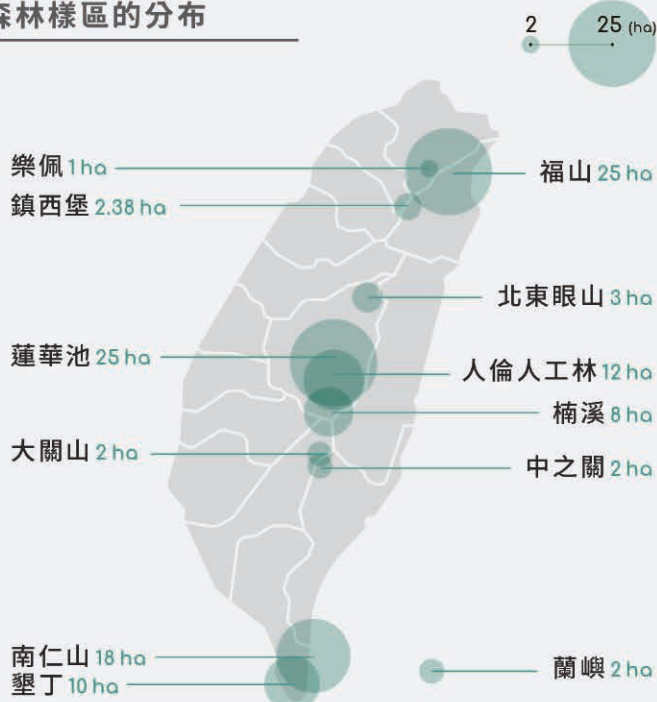 森林樣區的分布
2 25 (ha)
樂佩 1 ha
福山 25 ha
鎮西堡 2.38 ha
北東眼山 3 ha
蓮華池 25 ha
人倫人工林 12 ha
楠溪 8 ha
大關山 2 ha
中之關 2 ha
南仁山 18 ha
墾丁 10 ha
蘭嶼 2 ha